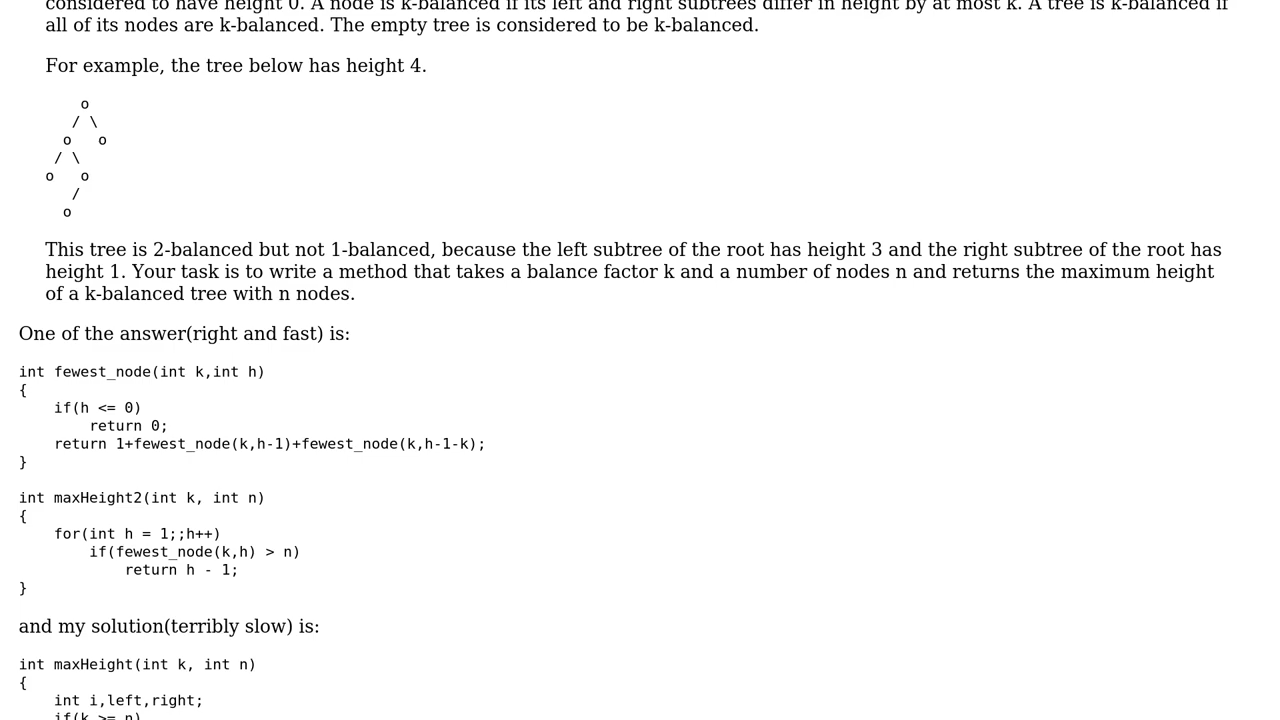 considered to have height 0. A node is k-balanced if its left and right subtrees differ in height by at most k. A tree is k-balanced if
all of its nodes are k-balanced. The empty tree is considered to be k-balanced.
For example, the tree below has height 4.
    o
   / \
  o   o
 / \
o   o
   /
  o
This tree is 2-balanced but not 1-balanced, because the left subtree of the root has height 3 and the right subtree of the root has
height 1. Your task is to write a method that takes a balance factor k and a number of nodes n and returns the maximum height
of a k-balanced tree with n nodes.
One of the answer(right and fast) is:
int fewest_node(int k,int h)
{
    if(h <= 0)
        return 0;
    return 1+fewest_node(k,h-1)+fewest_node(k,h-1-k);
}
int maxHeight2(int k, int n)
{
    for(int h = 1;;h++)
        if(fewest_node(k,h) > n)
            return h - 1;
}
and my solution(terribly slow) is:
int maxHeight(int k, int n)
{
    int i,left,right;
    if(k >= n)